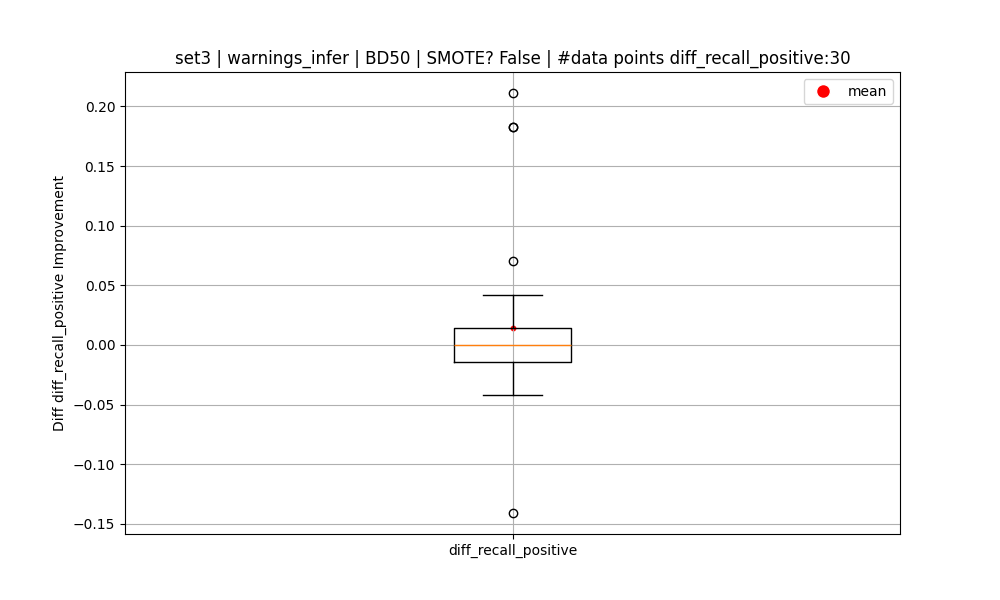 set3 | warnings_infer | BD50 | SMOTE? False | #data points diff_recall_positive:30
mean
0.20
0.15
0.10
0.05
0.00
−0.05
−0.10
−0.15
Diff diff_recall_positive Improvement
diff_recall_positive